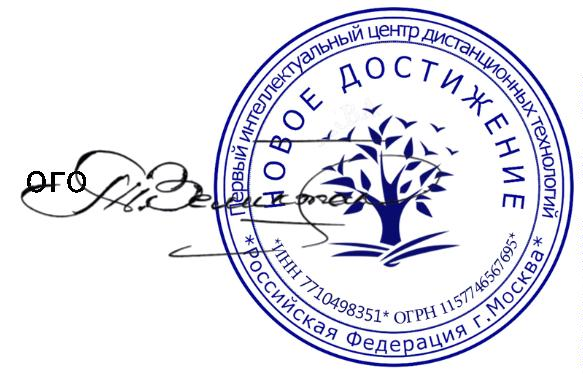 ого
Первый интеллектуальный центр дистанционных технологий
НОВОЕ ДОСТИЖЕНИЕ
*ИНН 7710498351* ОГРН 1157746567695*
*Российская Федерация г.Москва*